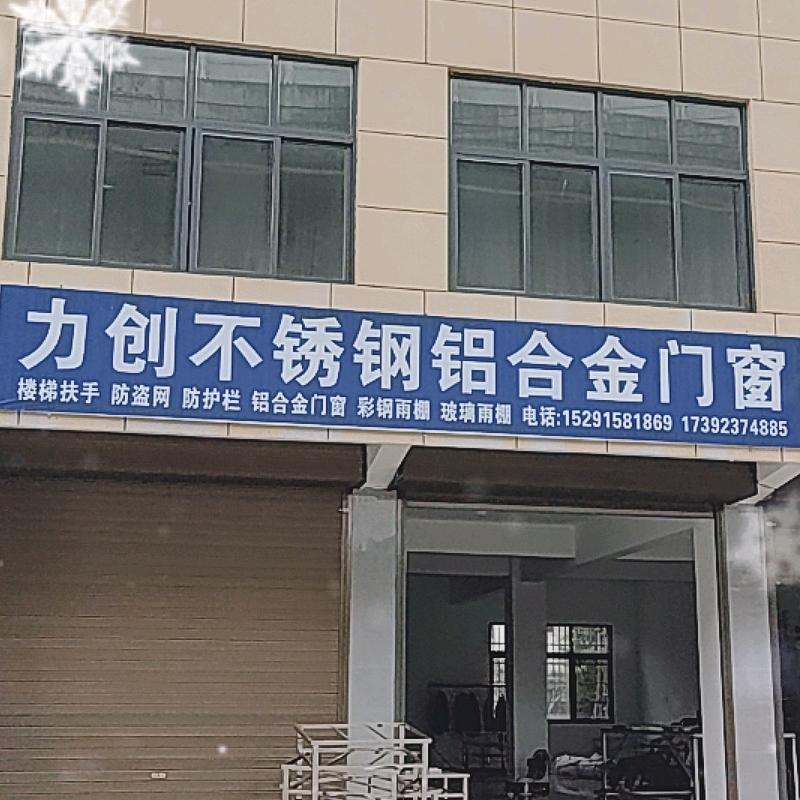 力创不锈钢铝合金门窗
楼梯扶手 防盗网 防护栏 铝合金门窗 彩钢雨棚 玻璃雨棚 电话:15291581869 17392374885